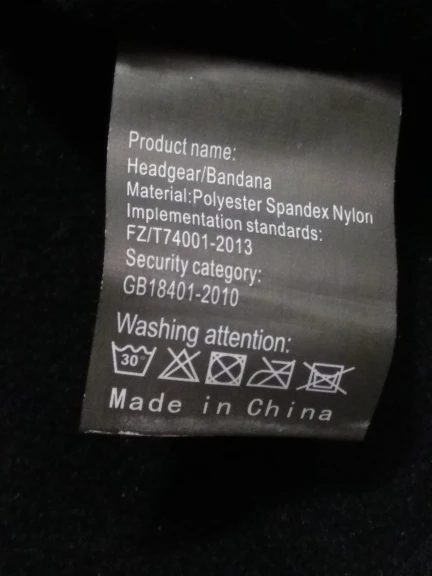 Product name:
Headgear/Bandana
Material:Polyester Spandex Nylon
Implementation standards:
FZ/T74001-2013
Security category:
GB18401-2010
Washing attention:
30°
Made in China